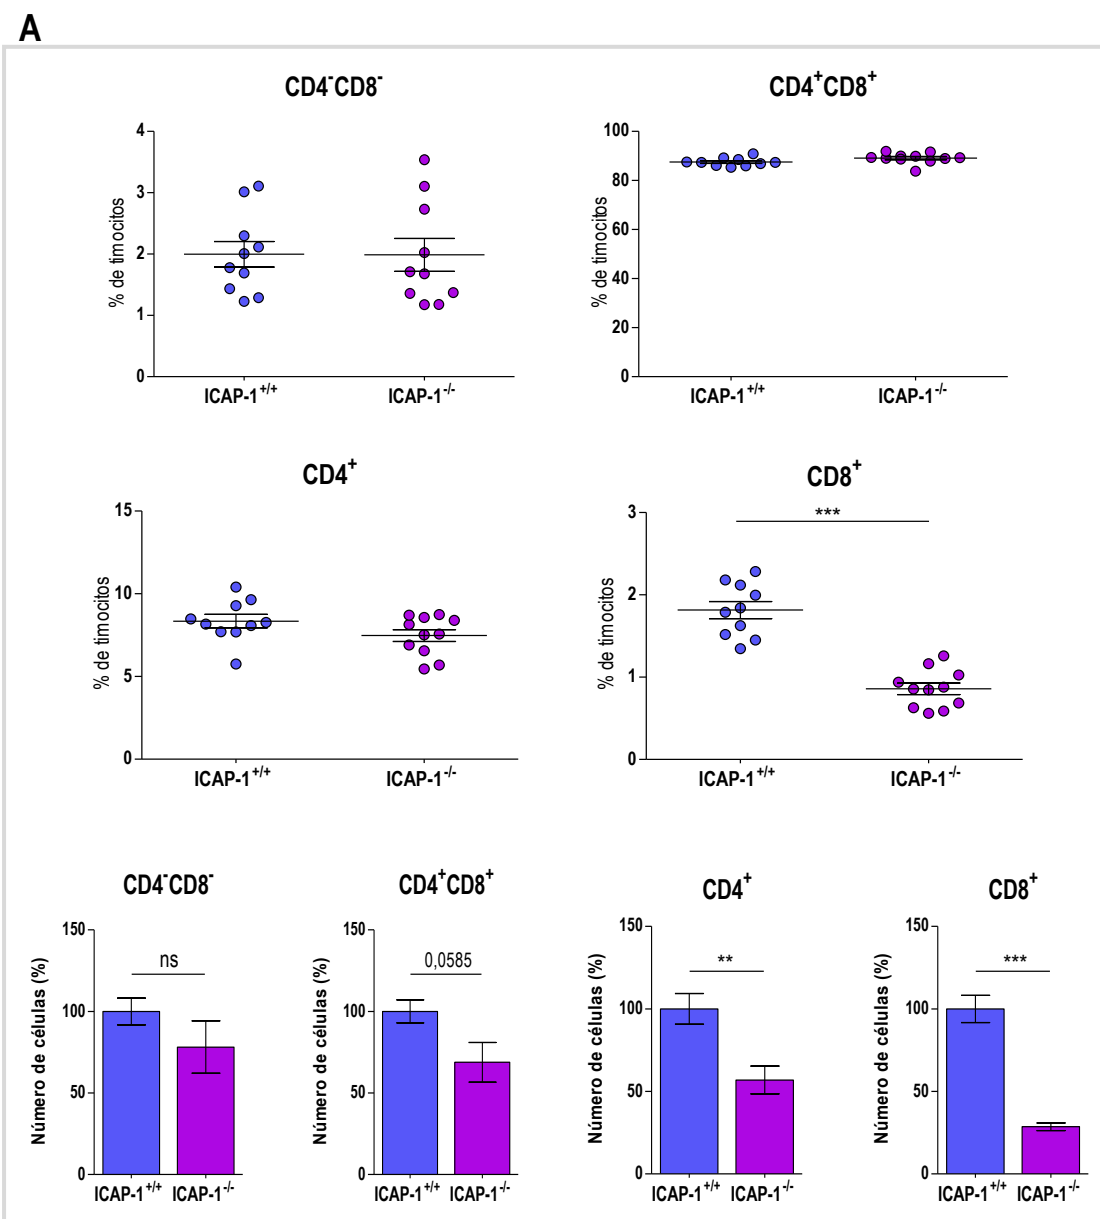 A
CD4⁻CD8⁻
4
3
2
1
0
% de timocitos
ICAP-1⁺/⁺
ICAP-1⁻/⁻
CD4⁺CD8⁺
100
80
60
40
20
0
% de timocitos
ICAP-1⁺/⁺
ICAP-1⁻/⁻
CD4⁺
15
10
5
0
% de timocitos
ICAP-1⁺/⁺
ICAP-1⁻/⁻
CD8⁺
***
3
2
1
0
% de timocitos
ICAP-1⁺/⁺
ICAP-1⁻/⁻
CD4⁻CD8⁻
ns
150
100
50
0
Número de células (%)
ICAP-1⁺/⁺
ICAP-1⁻/⁻
CD4⁺CD8⁺
0,0585
150
100
50
0
Número de células (%)
ICAP-1⁺/⁺
ICAP-1⁻/⁻
CD4⁺
**
150
100
50
0
Número de células (%)
ICAP-1⁺/⁺
ICAP-1⁻/⁻
CD8⁺
***
150
100
50
0
Número de células (%)
ICAP-1⁺/⁺
ICAP-1⁻/⁻